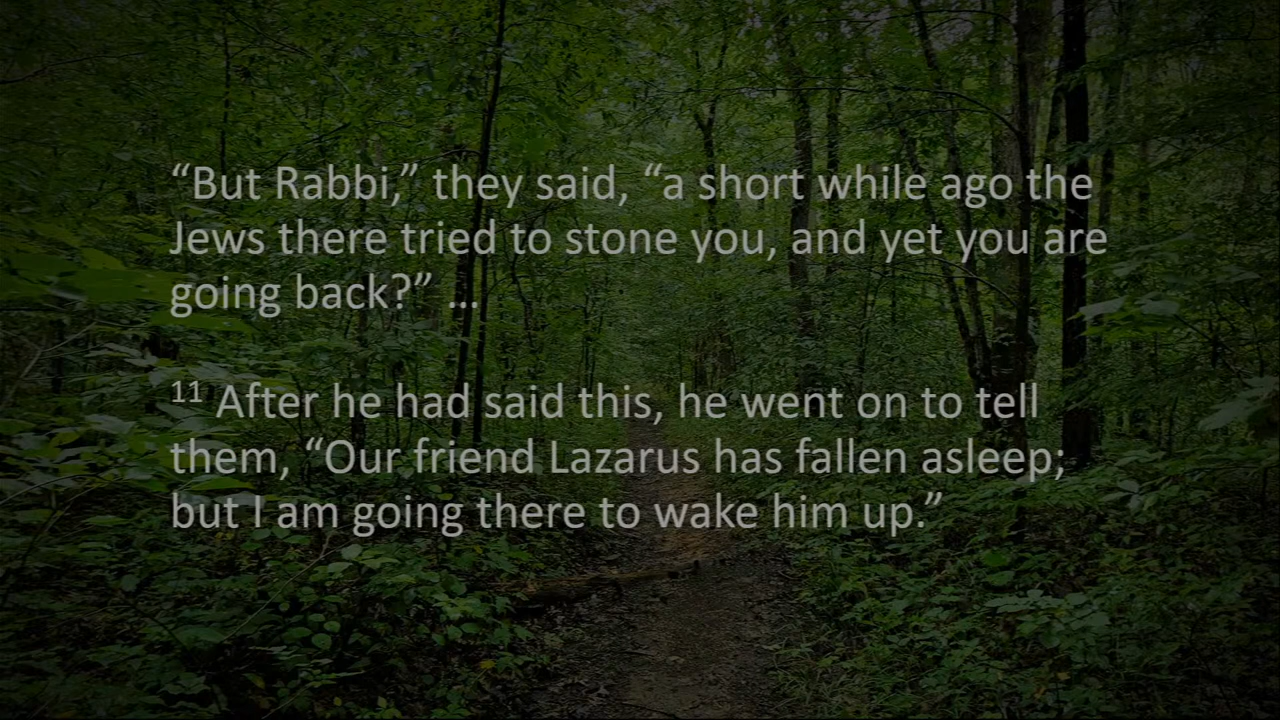 “But Rabbi,” they said, “a short while ago the
Jews there tried to stone you, and yet you are
going back?” ...
11 After he had said this, he went on to tell
them, “Our friend Lazarus has fallen asleep;
but I am going there to wake him up.”